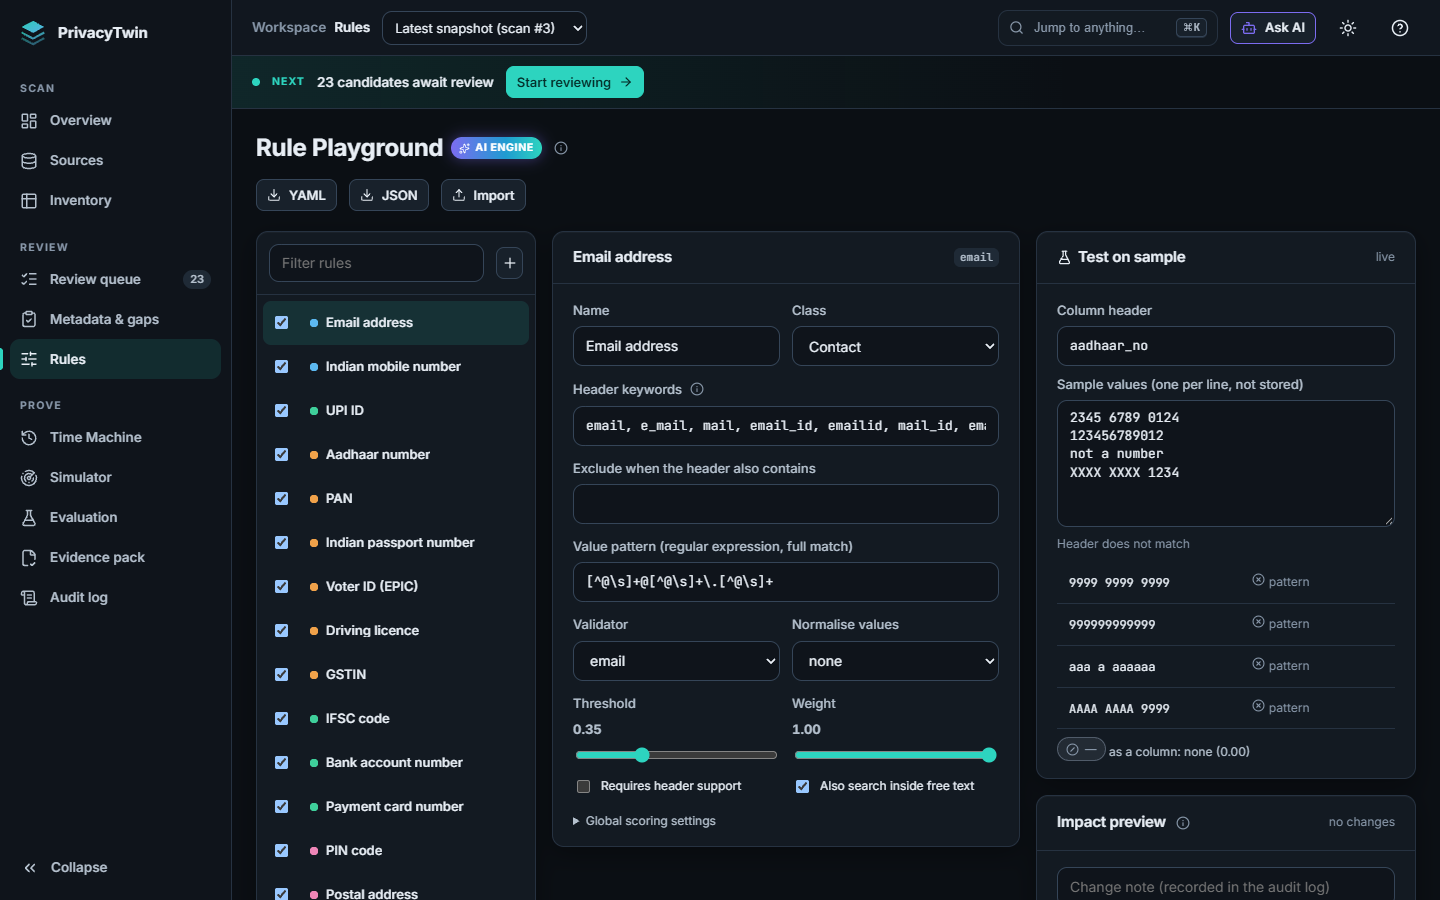 PrivacyTwin
Workspace Rules Latest snapshot (scan #3) Jump to anything... ⌘K Ask AI
NEXT 23 candidates await review Start reviewing
SCAN
Overview
Sources
Inventory
REVIEW
Review queue 23
Metadata & gaps
Rules
PROVE
Time Machine
Simulator
Evaluation
Evidence pack
Audit log
Collapse
Rule Playground AI ENGINE
YAML JSON Import
Filter rules
Email address
Indian mobile number
UPI ID
Aadhaar number
PAN
Indian passport number
Voter ID (EPIC)
Driving licence
GSTIN
IFSC code
Bank account number
Payment card number
PIN code
Postal address
Email address email
Name Class
Email address Contact
Header keywords
email, e_mail, mail, email_id, emailid, mail_id, ema
Exclude when the header also contains
Value pattern (regular expression, full match)
[^@\s]+@[^@\s]+\.[^@\s]+
Validator Normalise values
email none
Threshold Weight
0.35 1.00
Requires header support Also search inside free text
Global scoring settings
Test on sample live
Column header
aadhaar_no
Sample values (one per line, not stored)
2345 6789 0124
123456789012
not a number
XXXX XXXX 1234
Header does not match
9999 9999 9999 pattern
999999999999 pattern
aaa a aaaaaa pattern
AAAA AAAA 9999 pattern
— as a column: none (0.00)
Impact preview no changes
Change note (recorded in the audit log)